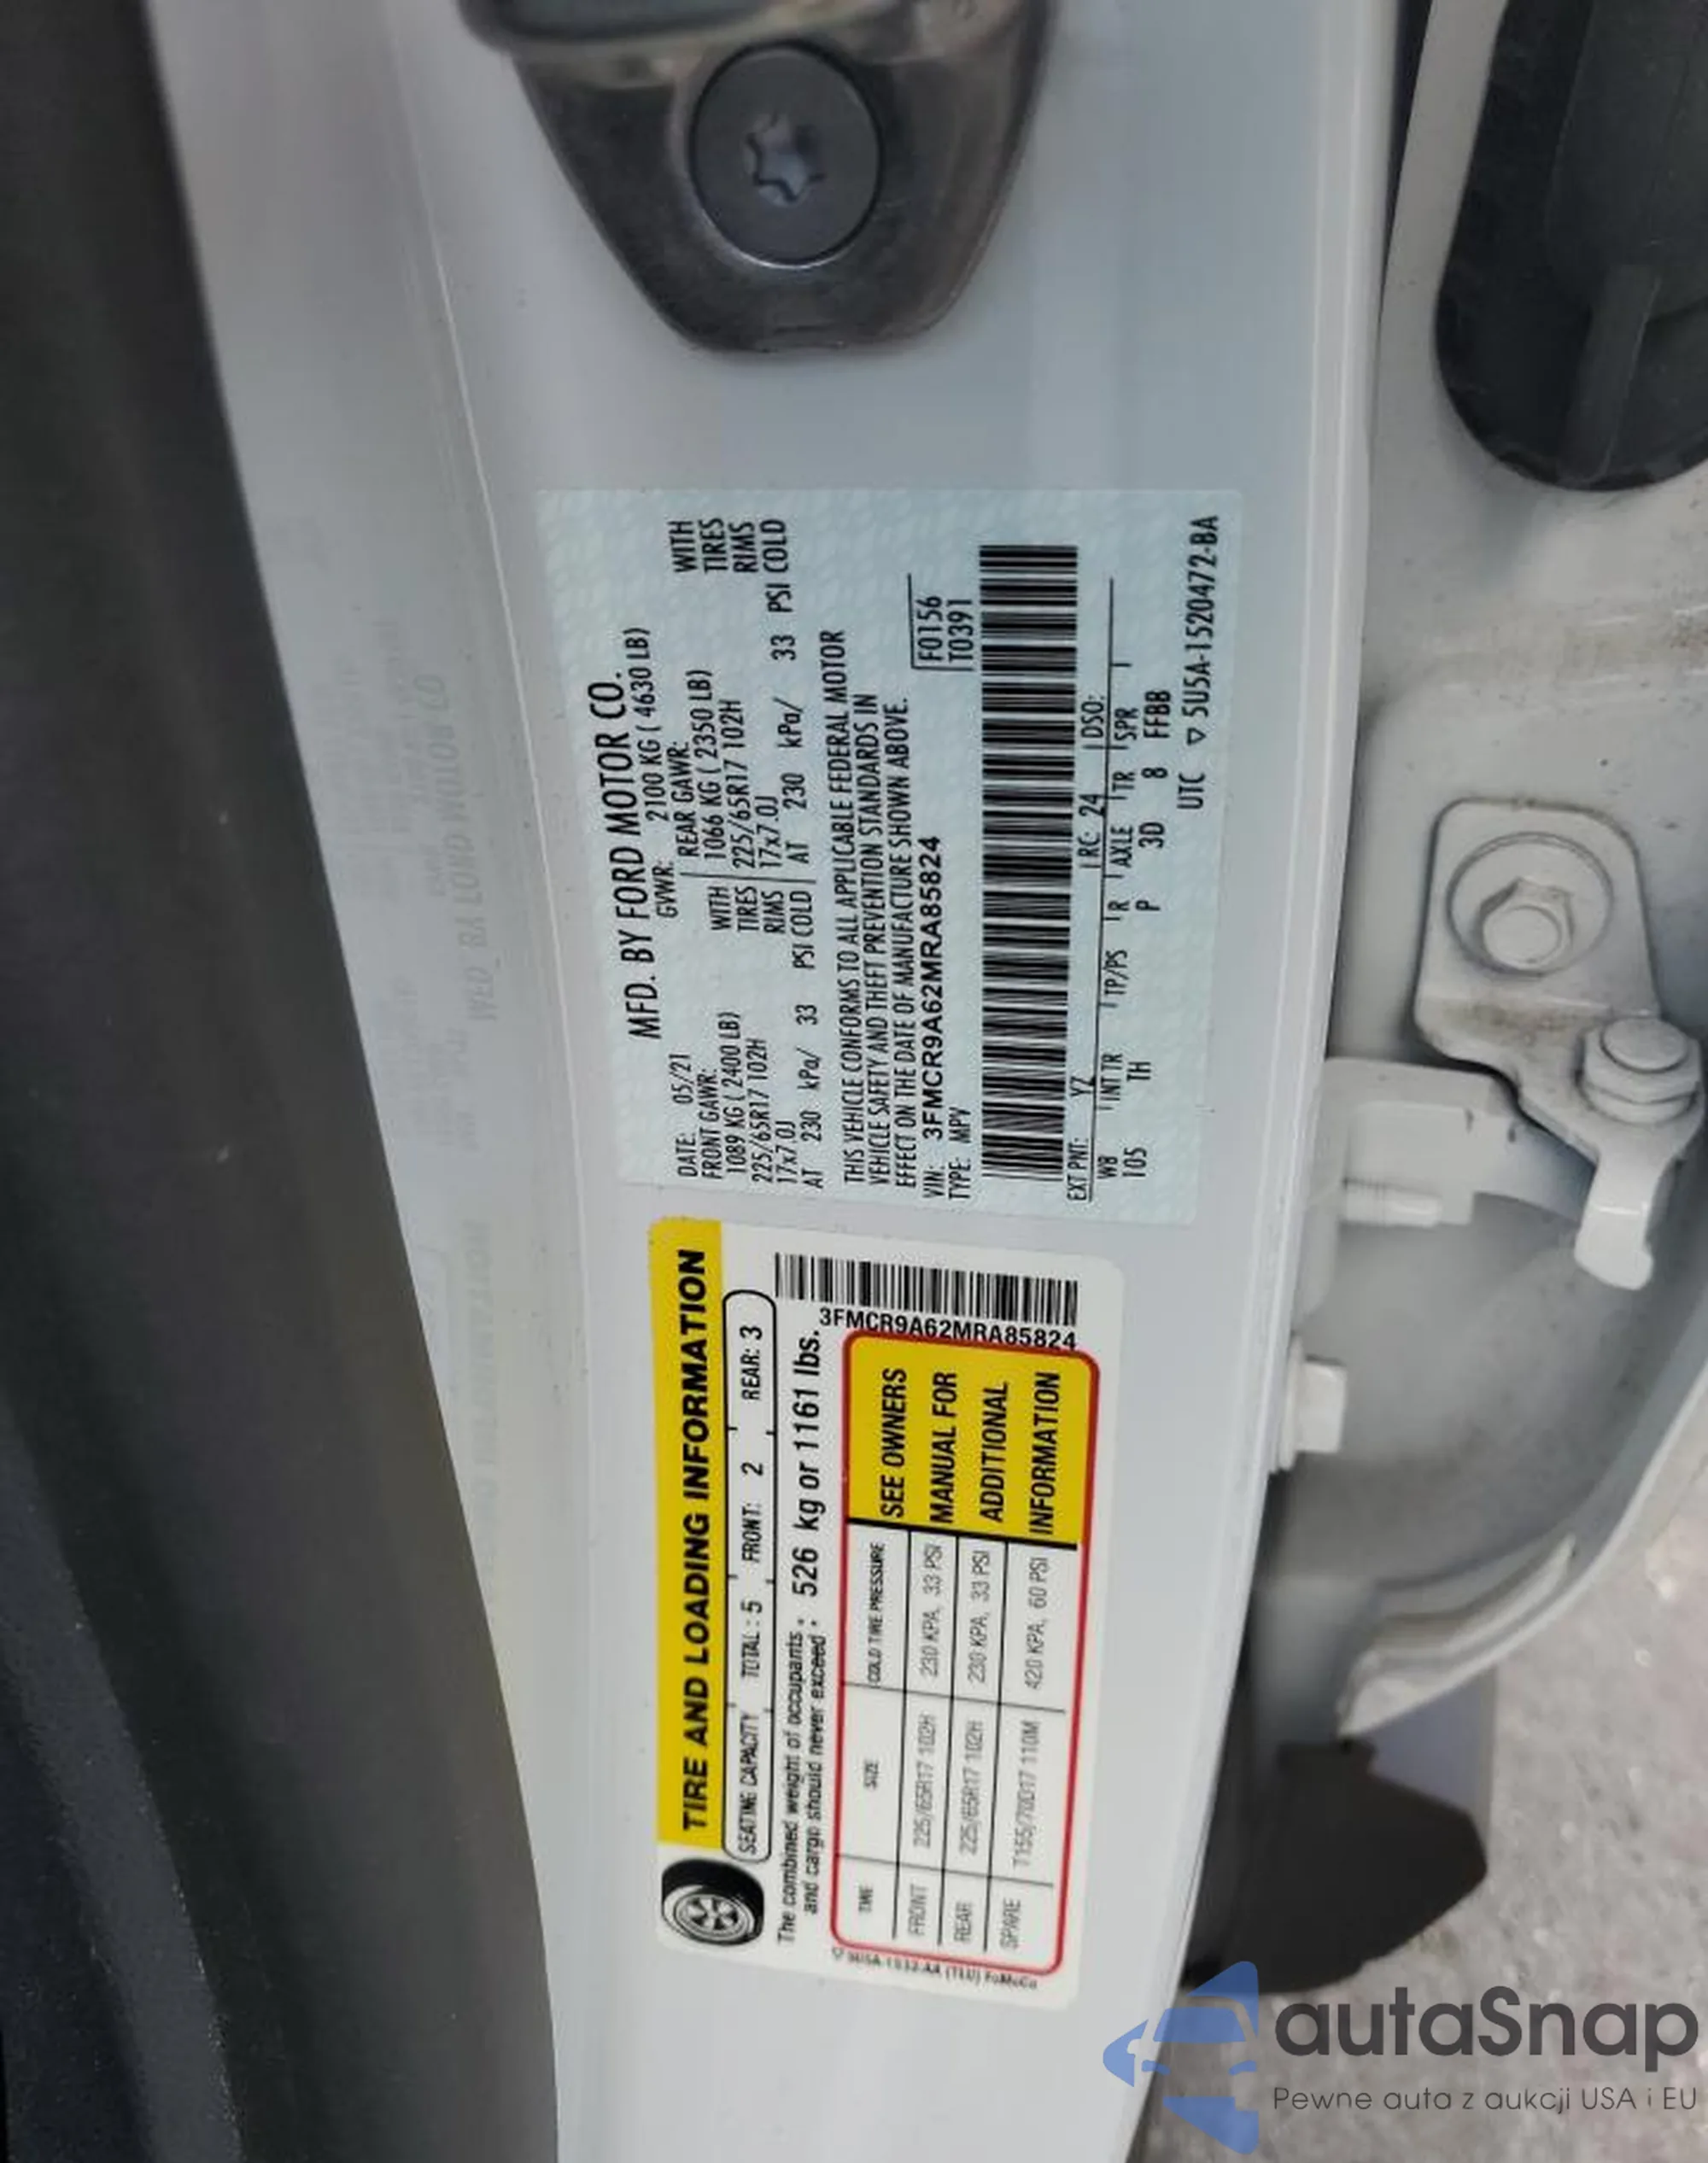 MFD. BY FORD MOTOR CO.
DATE: 05/21 GVWR: 2100 KG ( 4630 LB)
FRONT GAWR: REAR GAWR:
1089 KG ( 2400 LB) WITH 1066 KG ( 2350 LB) WITH
225/65R17 102H TIRES 225/65R17 102H TIRES
17x7.0J RIMS 17x7.0J RIMS
AT 230 kPa/ 33 PSI COLD AT 230 kPa/ 33 PSI COLD
THIS VEHICLE CONFORMS TO ALL APPLICABLE FEDERAL MOTOR
VEHICLE SAFETY AND THEFT PREVENTION STANDARDS IN
EFFECT ON THE DATE OF MANUFACTURE SHOWN ABOVE.
VIN: 3FMCR9A62MRA85824 F0156
TYPE: MPV T0391
EXT PNT: YZ RC: 24 DSO:
WB INT TR TP/PS R AXLE TR SPR
105 TH P 3D 8 FFBB
UTC ▽ 5U5A-1520472-BA
TIRE AND LOADING INFORMATION
SEATING CAPACITY TOTAL : 5 FRONT: 2 REAR: 3
The combined weight of occupants
and cargo should never exceed : 526 kg or 1161 lbs.
3FMCR9A62MRA85824
TIRE SIZE COLD TIRE PRESSURE
FRONT 225/65R17 102H 230 KPA, 33 PSI
REAR 225/65R17 102H 230 KPA, 33 PSI
SPARE T155/70D17 110M 420 KPA, 60 PSI
SEE OWNERS
MANUAL FOR
ADDITIONAL
INFORMATION
autaSnap
Pewne auta z aukcji USA i EU